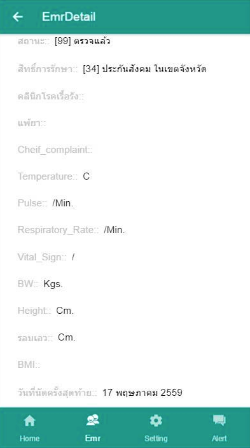 EmrDetail
สถานะ:: [99] ตรวจแล้ว
สิทธิ์การรักษา:: [34] ประกันสังคม ในเขตจังหวัด
คลินิกโรคเรื้อรัง::
แพ้ยา::
Cheif_complaint::
Temperature:: C
Pulse:: /Min.
Respiratory_Rate:: /Min.
Vital_Sign:: /
BW:: Kgs.
Height:: Cm.
รอบเอว:: Cm.
BMI::
วันที่นัดครั้งสุดท้าย:: 17 พฤษภาคม 2559
Home Emr Setting Alert